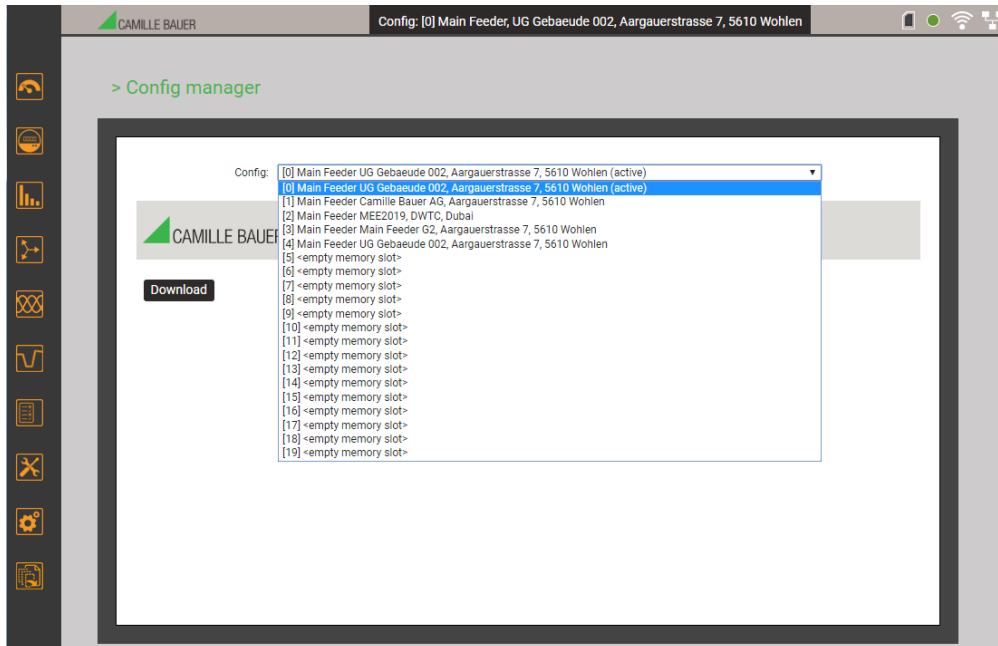 CAMILLE BAUER
Config: [0] Main Feeder, UG Gebaeude 002, Aargauerstrasse 7, 5610 Wohlen
> Config manager
Config:
[0] Main Feeder UG Gebaeude 002, Aargauerstrasse 7, 5610 Wohlen (active)
[0] Main Feeder UG Gebaeude 002, Aargauerstrasse 7, 5610 Wohlen (active)
[1] Main Feeder Camille Bauer AG, Aargauerstrasse 7, 5610 Wohlen
[2] Main Feeder MEE2019, DWTC, Dubai
[3] Main Feeder Main Feeder G2, Aargauerstrasse 7, 5610 Wohlen
[4] Main Feeder UG Gebaeude 002, Aargauerstrasse 7, 5610 Wohlen
[5] <empty memory slot>
[6] <empty memory slot>
[7] <empty memory slot>
[8] <empty memory slot>
[9] <empty memory slot>
[10] <empty memory slot>
[11] <empty memory slot>
[12] <empty memory slot>
[13] <empty memory slot>
[14] <empty memory slot>
[15] <empty memory slot>
[16] <empty memory slot>
[17] <empty memory slot>
[18] <empty memory slot>
[19] <empty memory slot>
CAMILLE BAUER
Download